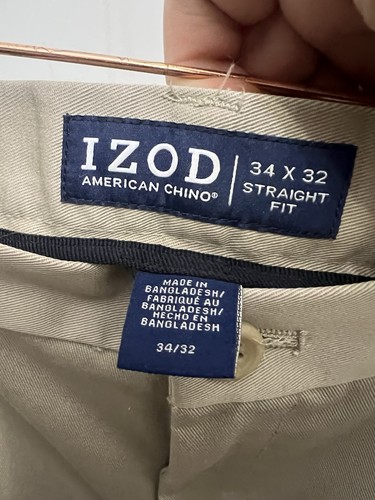 IZOD
AMERICAN CHINO®
34 X 32
STRAIGHT
FIT
MADE IN
BANGLADESH/
FABRIQUÉ AU
BANGLADESH/
HECHO EN
BANGLADESH
34/32